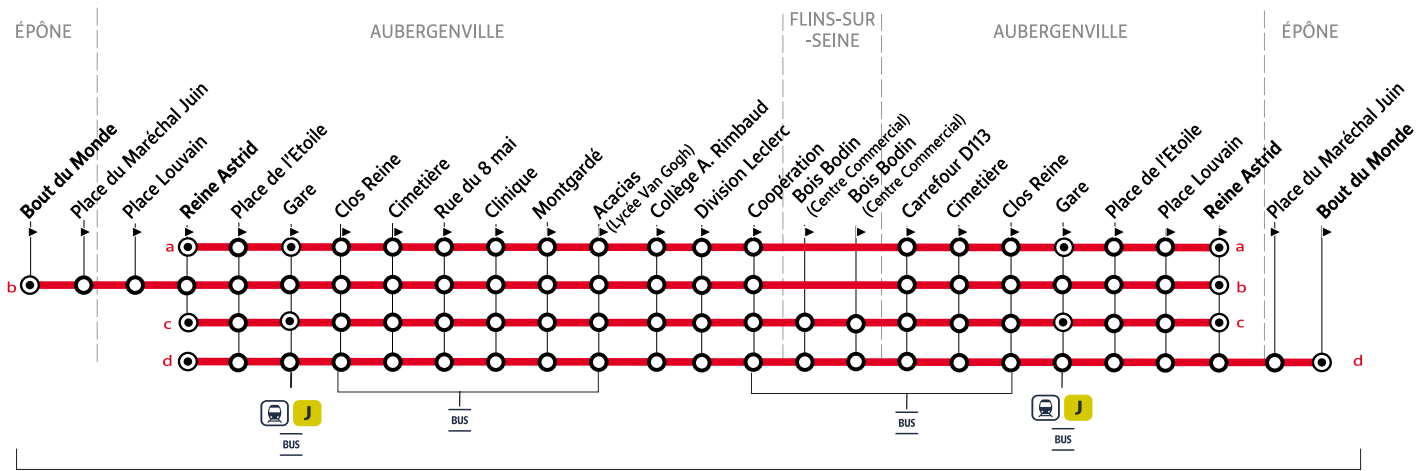 ÉPÔNE
AUBERGENVILLE
FLINS-SUR
-SEINE
AUBERGENVILLE
ÉPÔNE
Bout du Monde
Place du Maréchal Juin
Place Louvain
Reine Astrid
Place de l'Etoile
Gare
Clos Reine
Cimetière
Rue du 8 mai
Clinique
Montgardé
Acacias
(Lycée Van Gogh)
Collège A. Rimbaud
Division Leclerc
Coopération
Bois Bodin
(Centre Commercial)
Bois Bodin
(Centre Commercial)
Carrefour D113
Cimetière
Clos Reine
Gare
Place de l'Etoile
Place Louvain
Reine Astrid
Place du Maréchal Juin
Bout du Monde
a
a
b
b
c
c
d
d
J
BUS
BUS
BUS
J
BUS